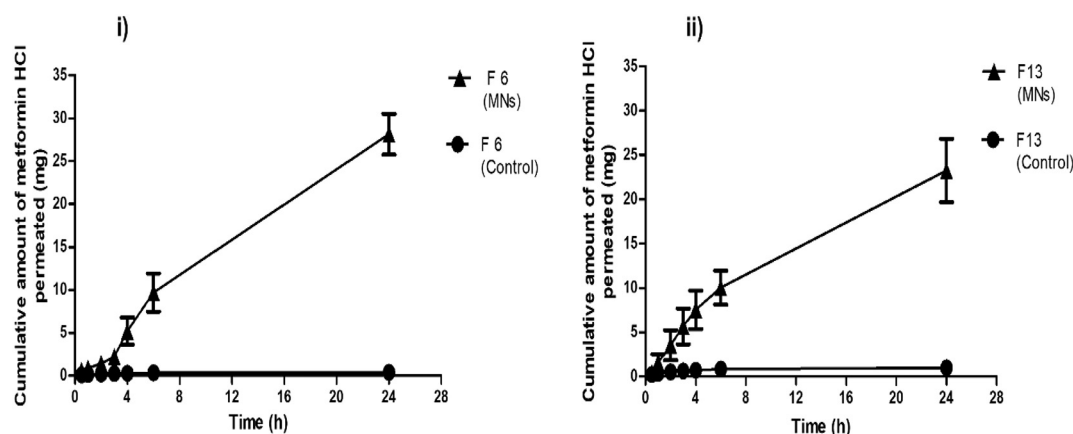 i)
Cumulative amount of metformin HCl
permeated (mg)
35
30
25
20
15
10
5
0
0 4 8 12 16 20 24 28
Time (h)
F 6
(MNs)
F 6
(Control)
ii)
Cumulative amount of metformin HCl
permeated (mg)
35
30
25
20
15
10
5
0
0 4 8 12 16 20 24 28
Time (h)
F13
(MNs)
F13
(Control)